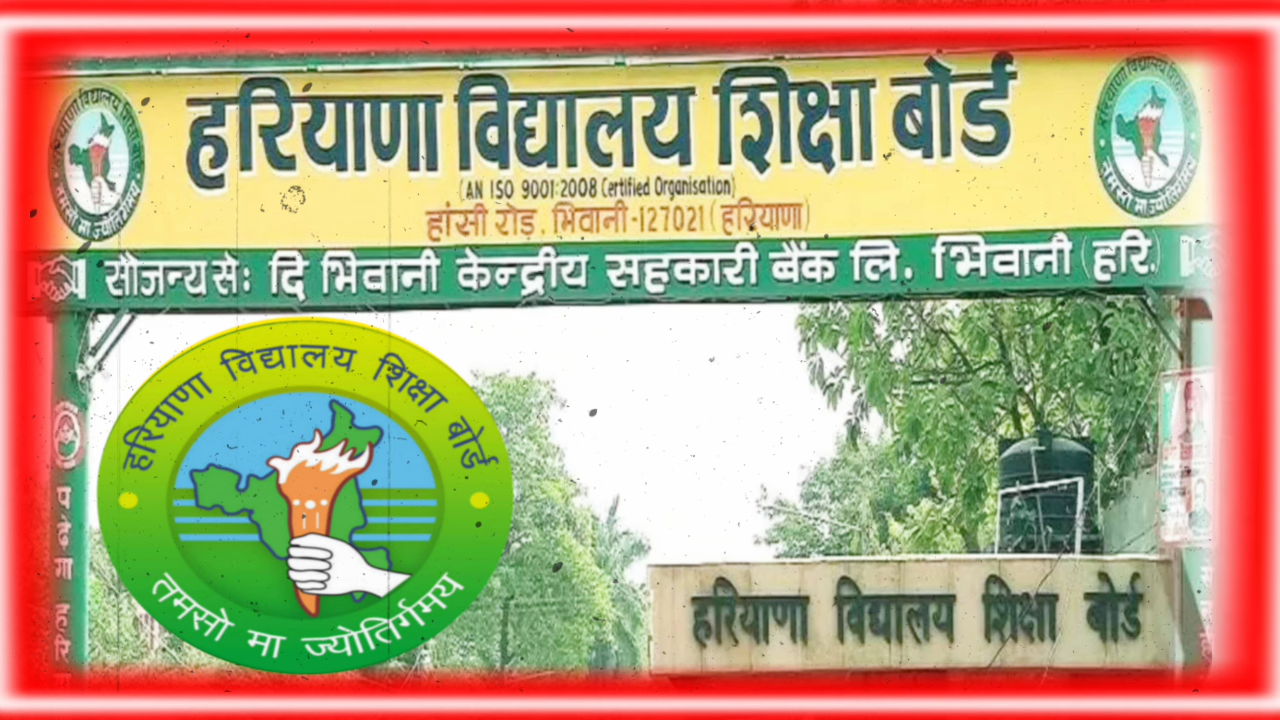 हरियाणा विद्यालय शिक्षा बोर्ड
(AN ISO 9001:2008 Certified Organisation)
हांसी रोड़, भिवानी-127021 (हरियाणा)
सौजन्य से: दि भिवानी केन्द्रीय सहकारी बैंक लि. भिवानी (हरि.)
हरियाणा विद्यालय शिक्षा बोर्ड
तमसो मा ज्योतिर्गमय
हरियाणा विद्यालय शिक्षा बोर्ड